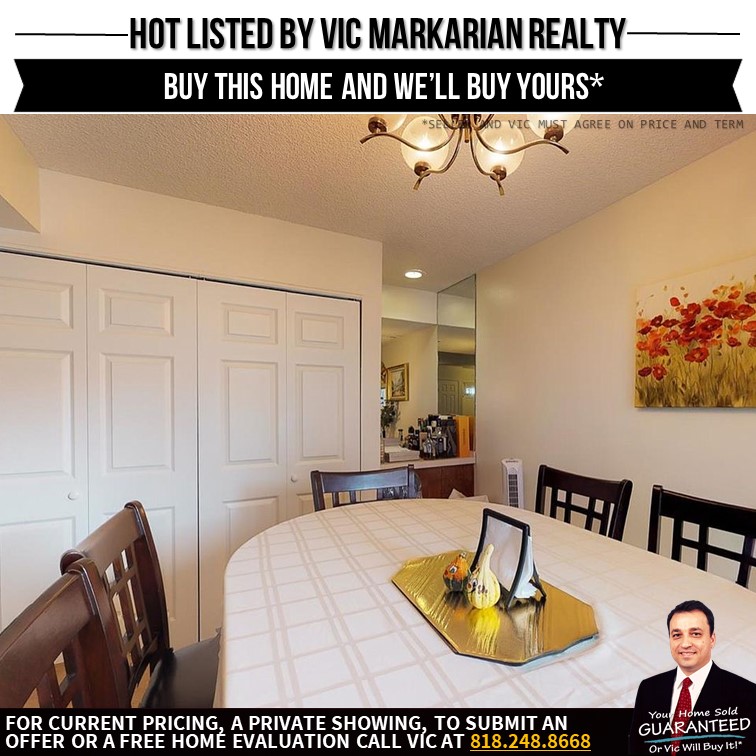 HOT LISTED BY VIC MARKARIAN REALTY
BUY THIS HOME AND WE'LL BUY YOURS*
*SELLER AND VIC MUST AGREE ON PRICE AND TERM
Your Home Sold
GUARANTEED
Or Vic Will Buy It*
FOR CURRENT PRICING, A PRIVATE SHOWING, TO SUBMIT AN
OFFER OR A FREE HOME EVALUATION CALL VIC AT 818.248.8668